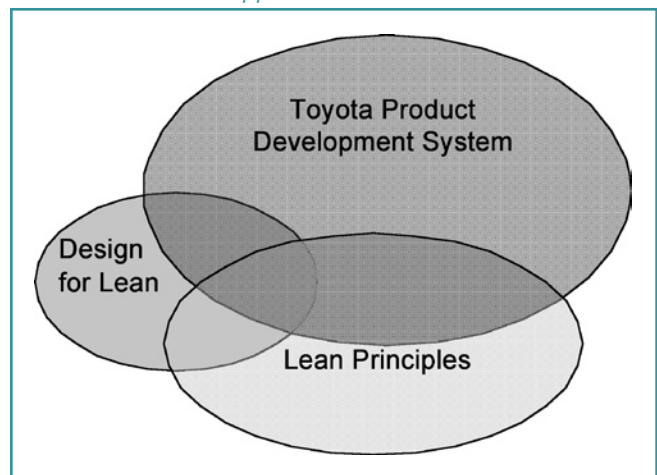 Toyota Product
Development System
Design
for Lean
Lean Principles